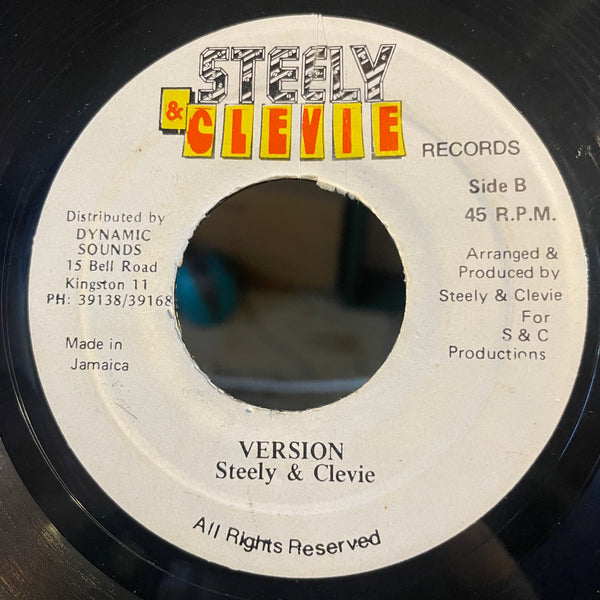 STEELY
& CLEVIE RECORDS
Side B
45 R.P.M.
Distributed by
DYNAMIC
SOUNDS
15 Bell Road
Kingston 11
PH: 39138/39168
Made in
Jamaica
Arranged &
Produced by
Steely & Clevie
For
S & C
Productions
VERSION
Steely & Clevie
All Rights Reserved